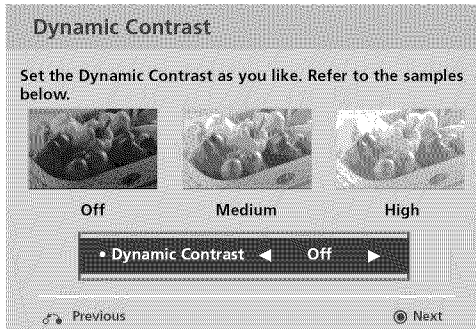 Dynamic Contrast
Set the Dynamic Contrast as you like. Refer to the samples
below.
Off Medium High
• Dynamic Contrast ◀ Off ▶
Previous Next